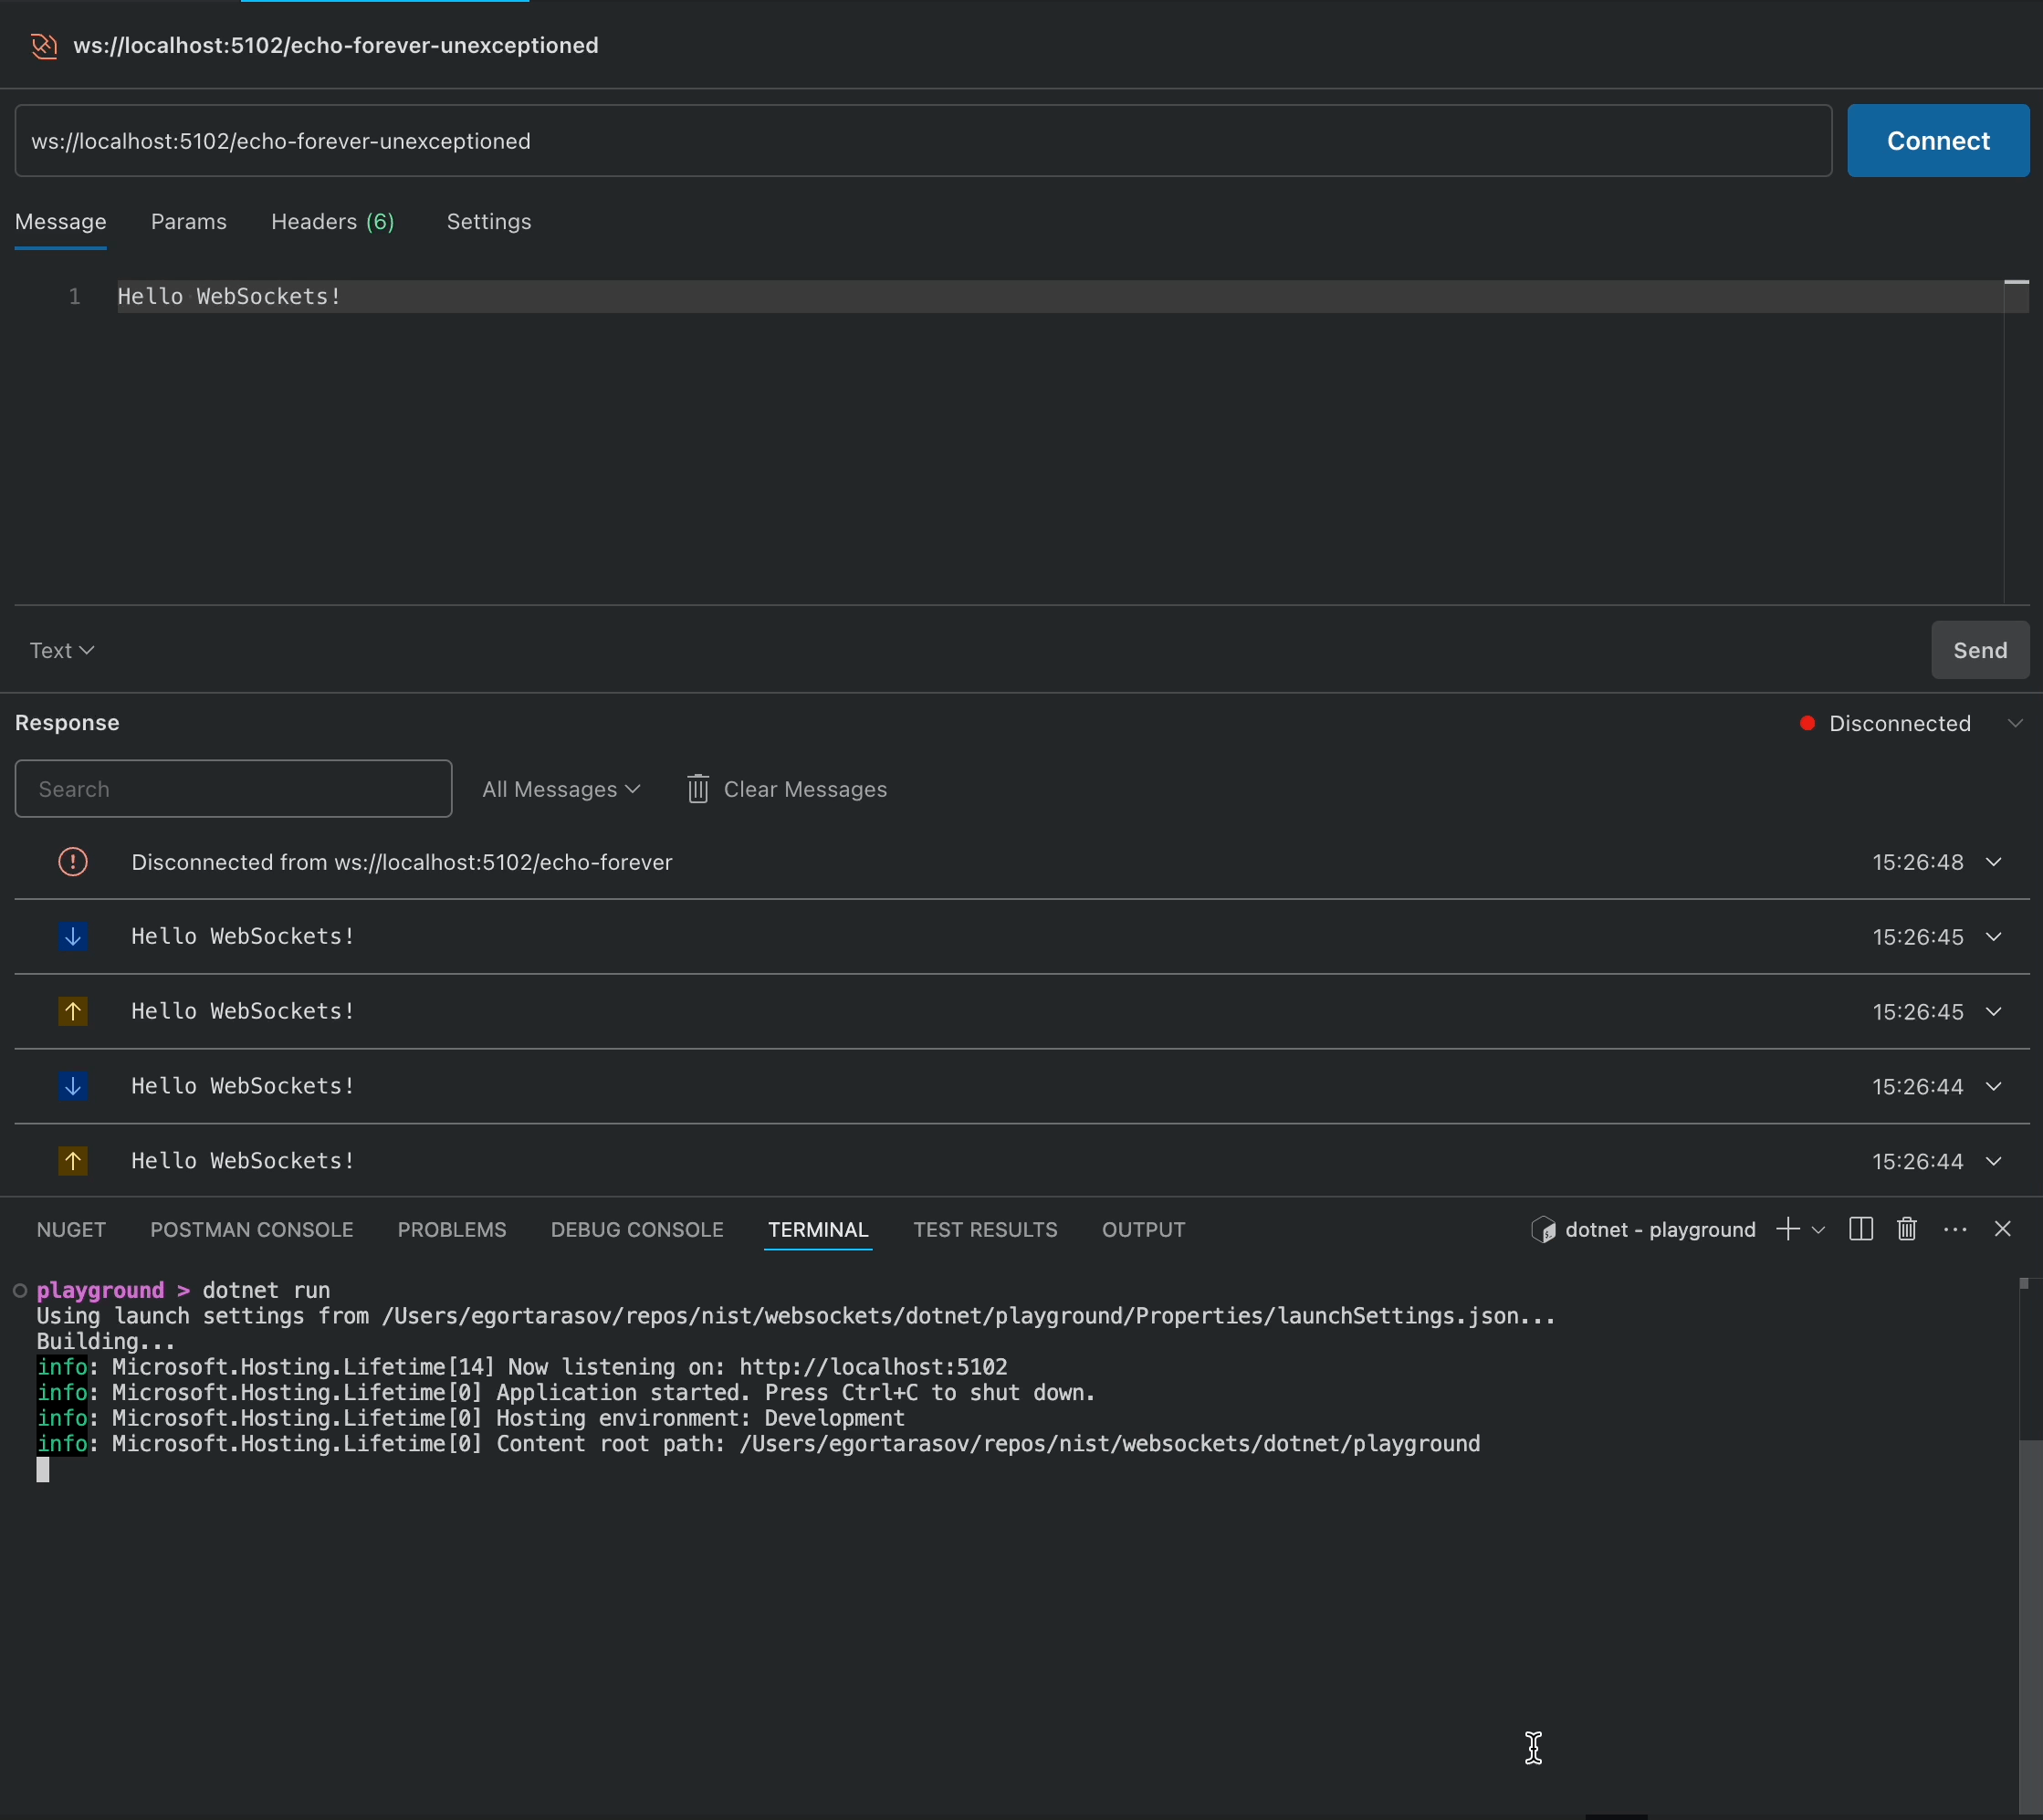 ws://localhost:5102/echo-forever-unexceptioned
ws://localhost:5102/echo-forever-unexceptioned
Connect
Message Params Headers (6) Settings
1 Hello WebSockets!
Text Send
Response Disconnected
Search All Messages Clear Messages
Disconnected from ws://localhost:5102/echo-forever 15:26:48
Hello WebSockets! 15:26:45
Hello WebSockets! 15:26:45
Hello WebSockets! 15:26:44
Hello WebSockets! 15:26:44
NUGET POSTMAN CONSOLE PROBLEMS DEBUG CONSOLE TERMINAL TEST RESULTS OUTPUT dotnet - playground
playground > dotnet run
Using launch settings from /Users/egortarasov/repos/nist/websockets/dotnet/playground/Properties/launchSettings.json...
Building...
info: Microsoft.Hosting.Lifetime[14] Now listening on: http://localhost:5102
info: Microsoft.Hosting.Lifetime[0] Application started. Press Ctrl+C to shut down.
info: Microsoft.Hosting.Lifetime[0] Hosting environment: Development
info: Microsoft.Hosting.Lifetime[0] Content root path: /Users/egortarasov/repos/nist/websockets/dotnet/playground